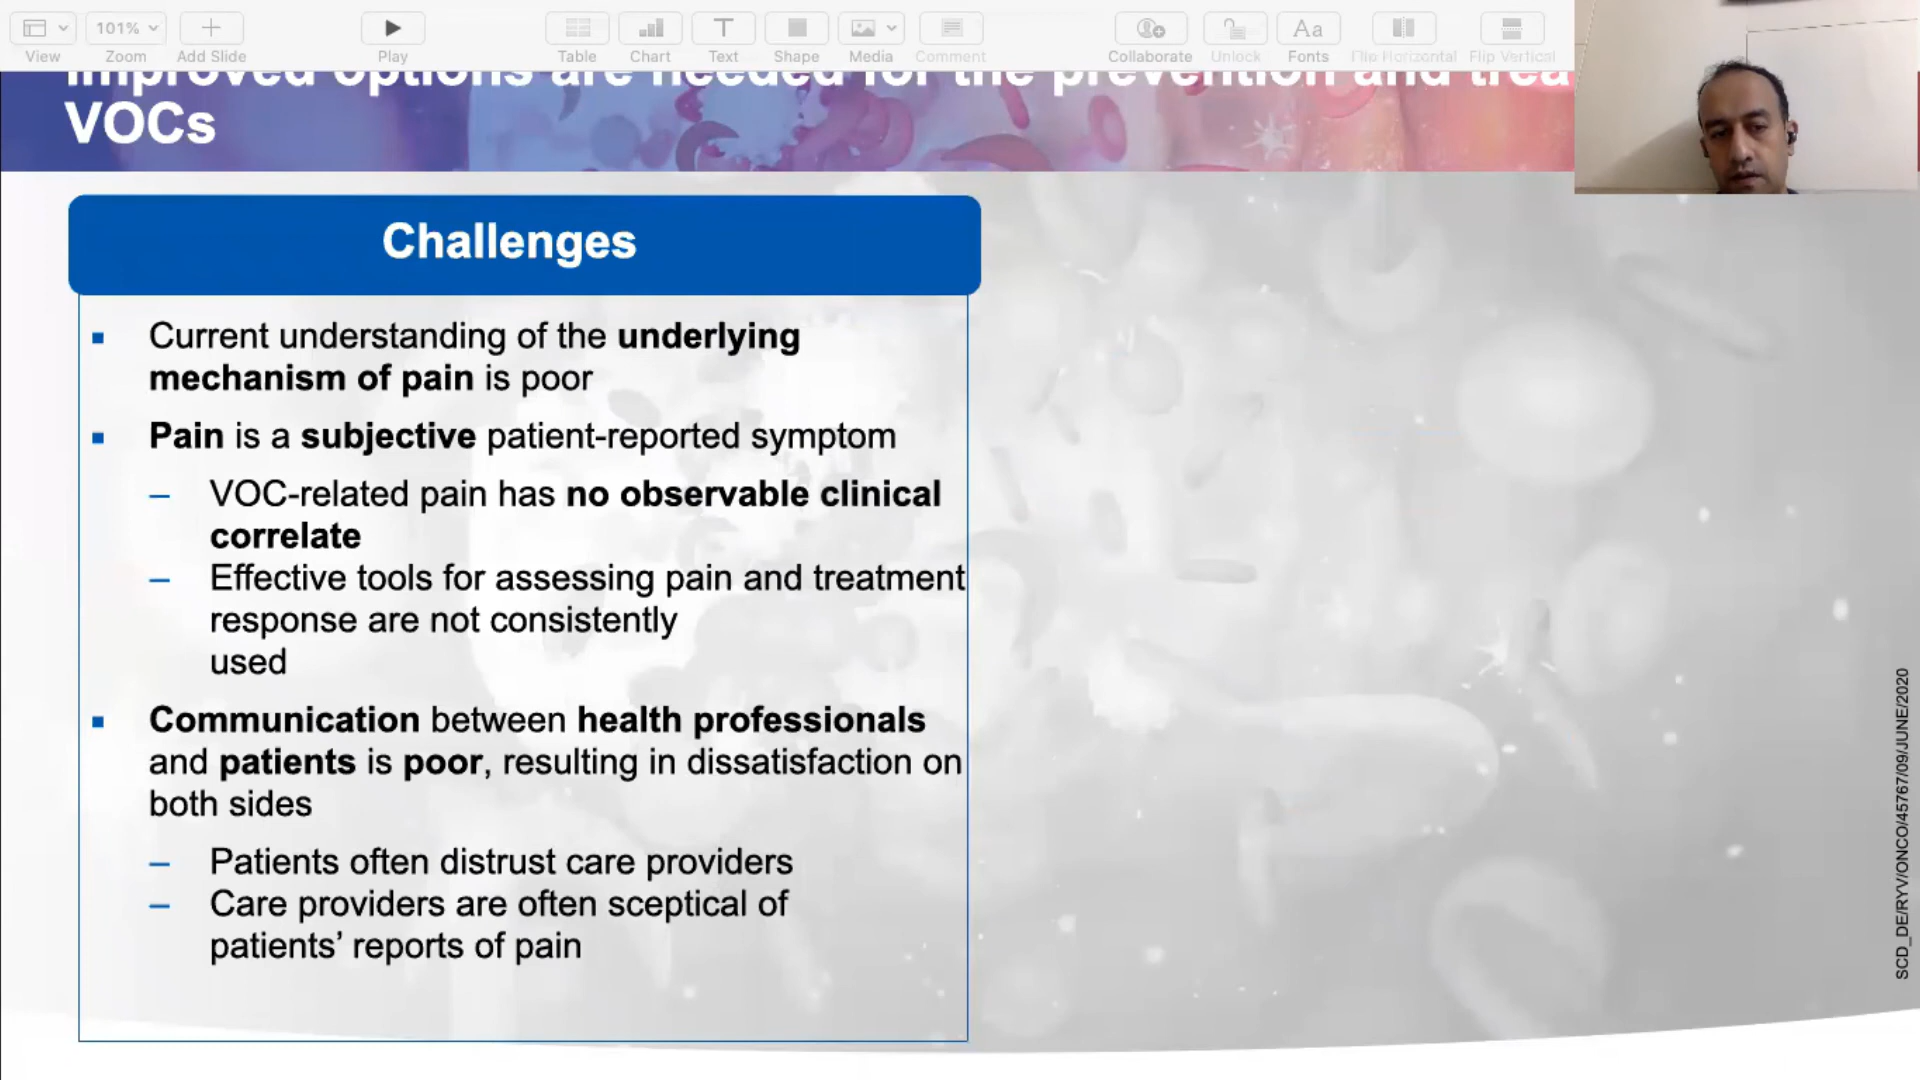 101%
View
Zoom
Add Slide
Play
Table
Chart
T
Text
Shape
Media
Comment
Collaborate
Unlock
Aa
Fonts
Flip Horizontal
Flip Vertical
Improved options are needed for the prevention and trea
VOCs
Challenges
Current understanding of the underlying
mechanism of pain is poor
Pain is a subjective patient-reported symptom
– VOC-related pain has no observable clinical
correlate
– Effective tools for assessing pain and treatment
response are not consistently
used
Communication between health professionals
and patients is poor, resulting in dissatisfaction on
both sides
– Patients often distrust care providers
– Care providers are often sceptical of
patients’ reports of pain
SCD_DE/RYV/ONCO/45767/09/JUNE/2020